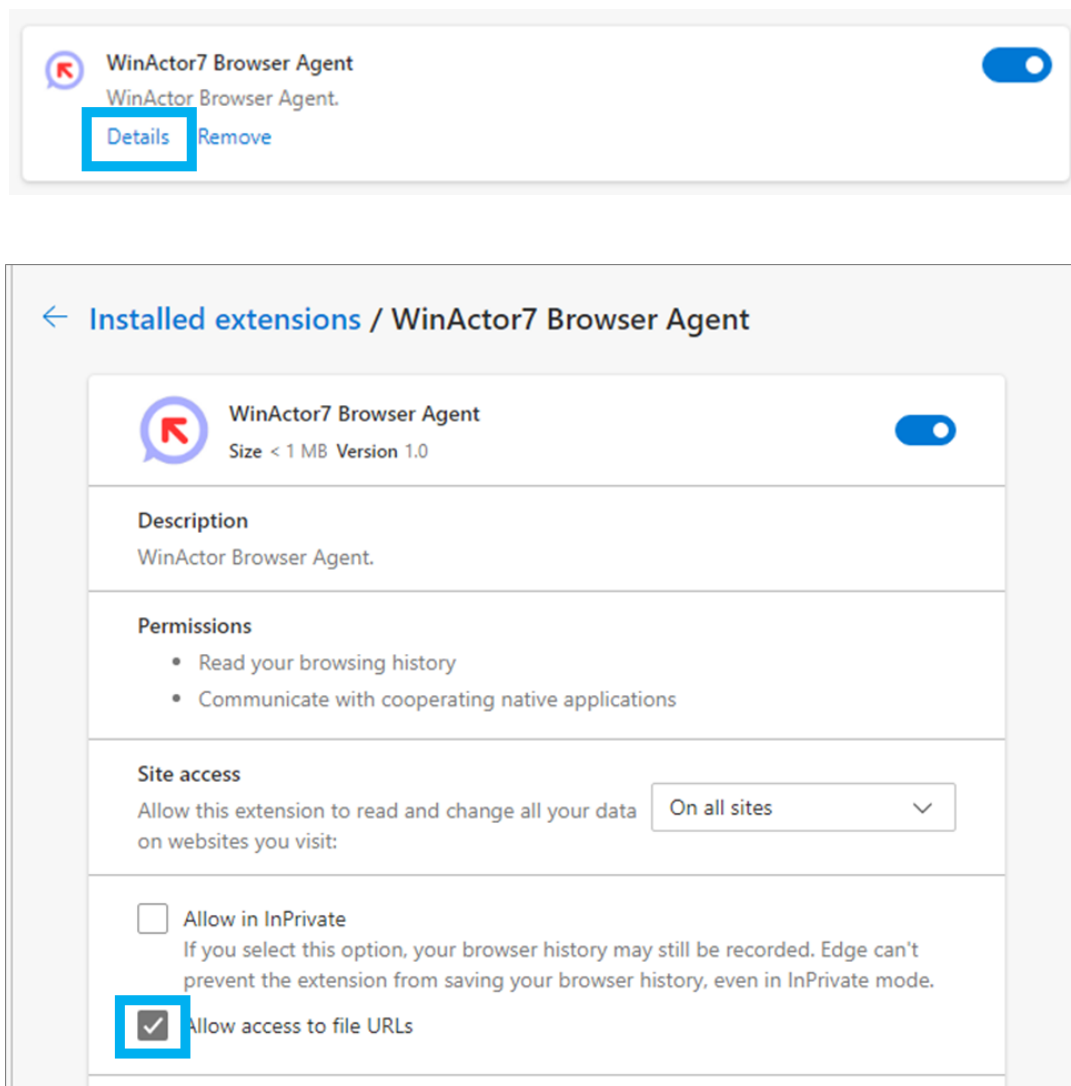 WinActor7 Browser Agent
WinActor Browser Agent.
Details Remove
Installed extensions / WinActor7 Browser Agent
WinActor7 Browser Agent
Size < 1 MB Version 1.0
Description
WinActor Browser Agent.
Permissions
• Read your browsing history
• Communicate with cooperating native applications
Site access
Allow this extension to read and change all your data
on websites you visit:
On all sites
Allow in InPrivate
If you select this option, your browser history may still be recorded. Edge can't
prevent the extension from saving your browser history, even in InPrivate mode.
Allow access to file URLs